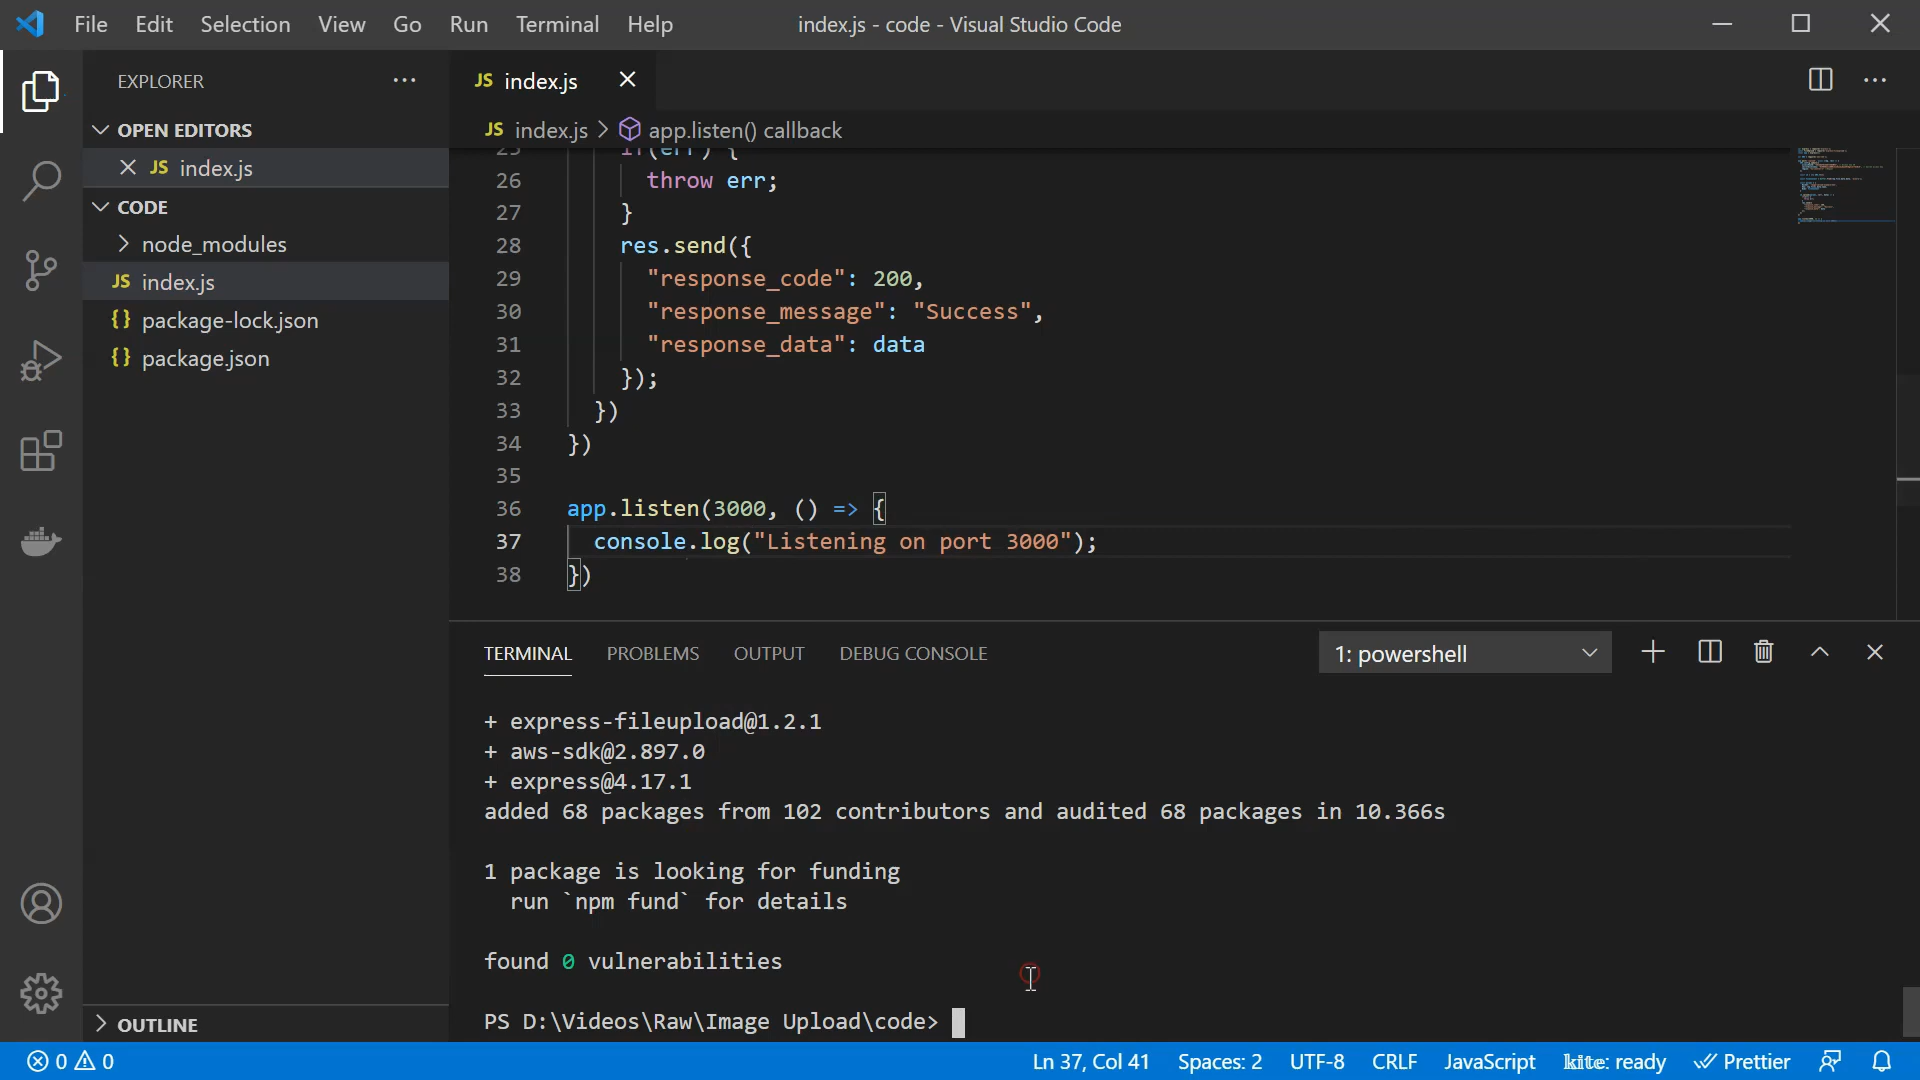 File Edit Selection View Go Run Terminal Help index.js - code - Visual Studio Code
EXPLORER
OPEN EDITORS
JS index.js
CODE
node_modules
JS index.js
{} package-lock.json
{} package.json
OUTLINE
JS index.js
JS index.js > app.listen() callback
25 if(err) {
26 throw err;
27 }
28 res.send({
29 "response_code": 200,
30 "response_message": "Success",
31 "response_data": data
32 });
33 })
34 })
35
36 app.listen(3000, () => {
37 console.log("Listening on port 3000");
38 })
TERMINAL PROBLEMS OUTPUT DEBUG CONSOLE 1: powershell
+ express-fileupload@1.2.1
+ aws-sdk@2.897.0
+ express@4.17.1
added 68 packages from 102 contributors and audited 68 packages in 10.366s
1 package is looking for funding
run `npm fund` for details
found 0 vulnerabilities
PS D:\Videos\Raw\Image Upload\code>
0 0 Ln 37, Col 41 Spaces: 2 UTF-8 CRLF JavaScript kite: ready Prettier